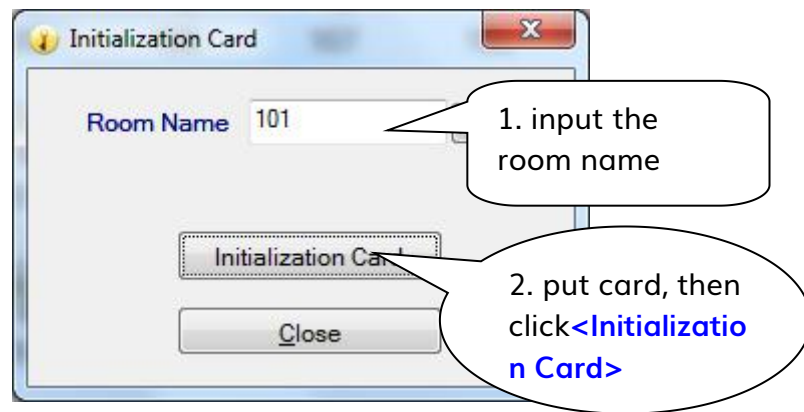 Initialization Card
Room Name 101
1. input the
room name
Initialization Card
2. put card, then
click<Initializatio
n Card>
Close